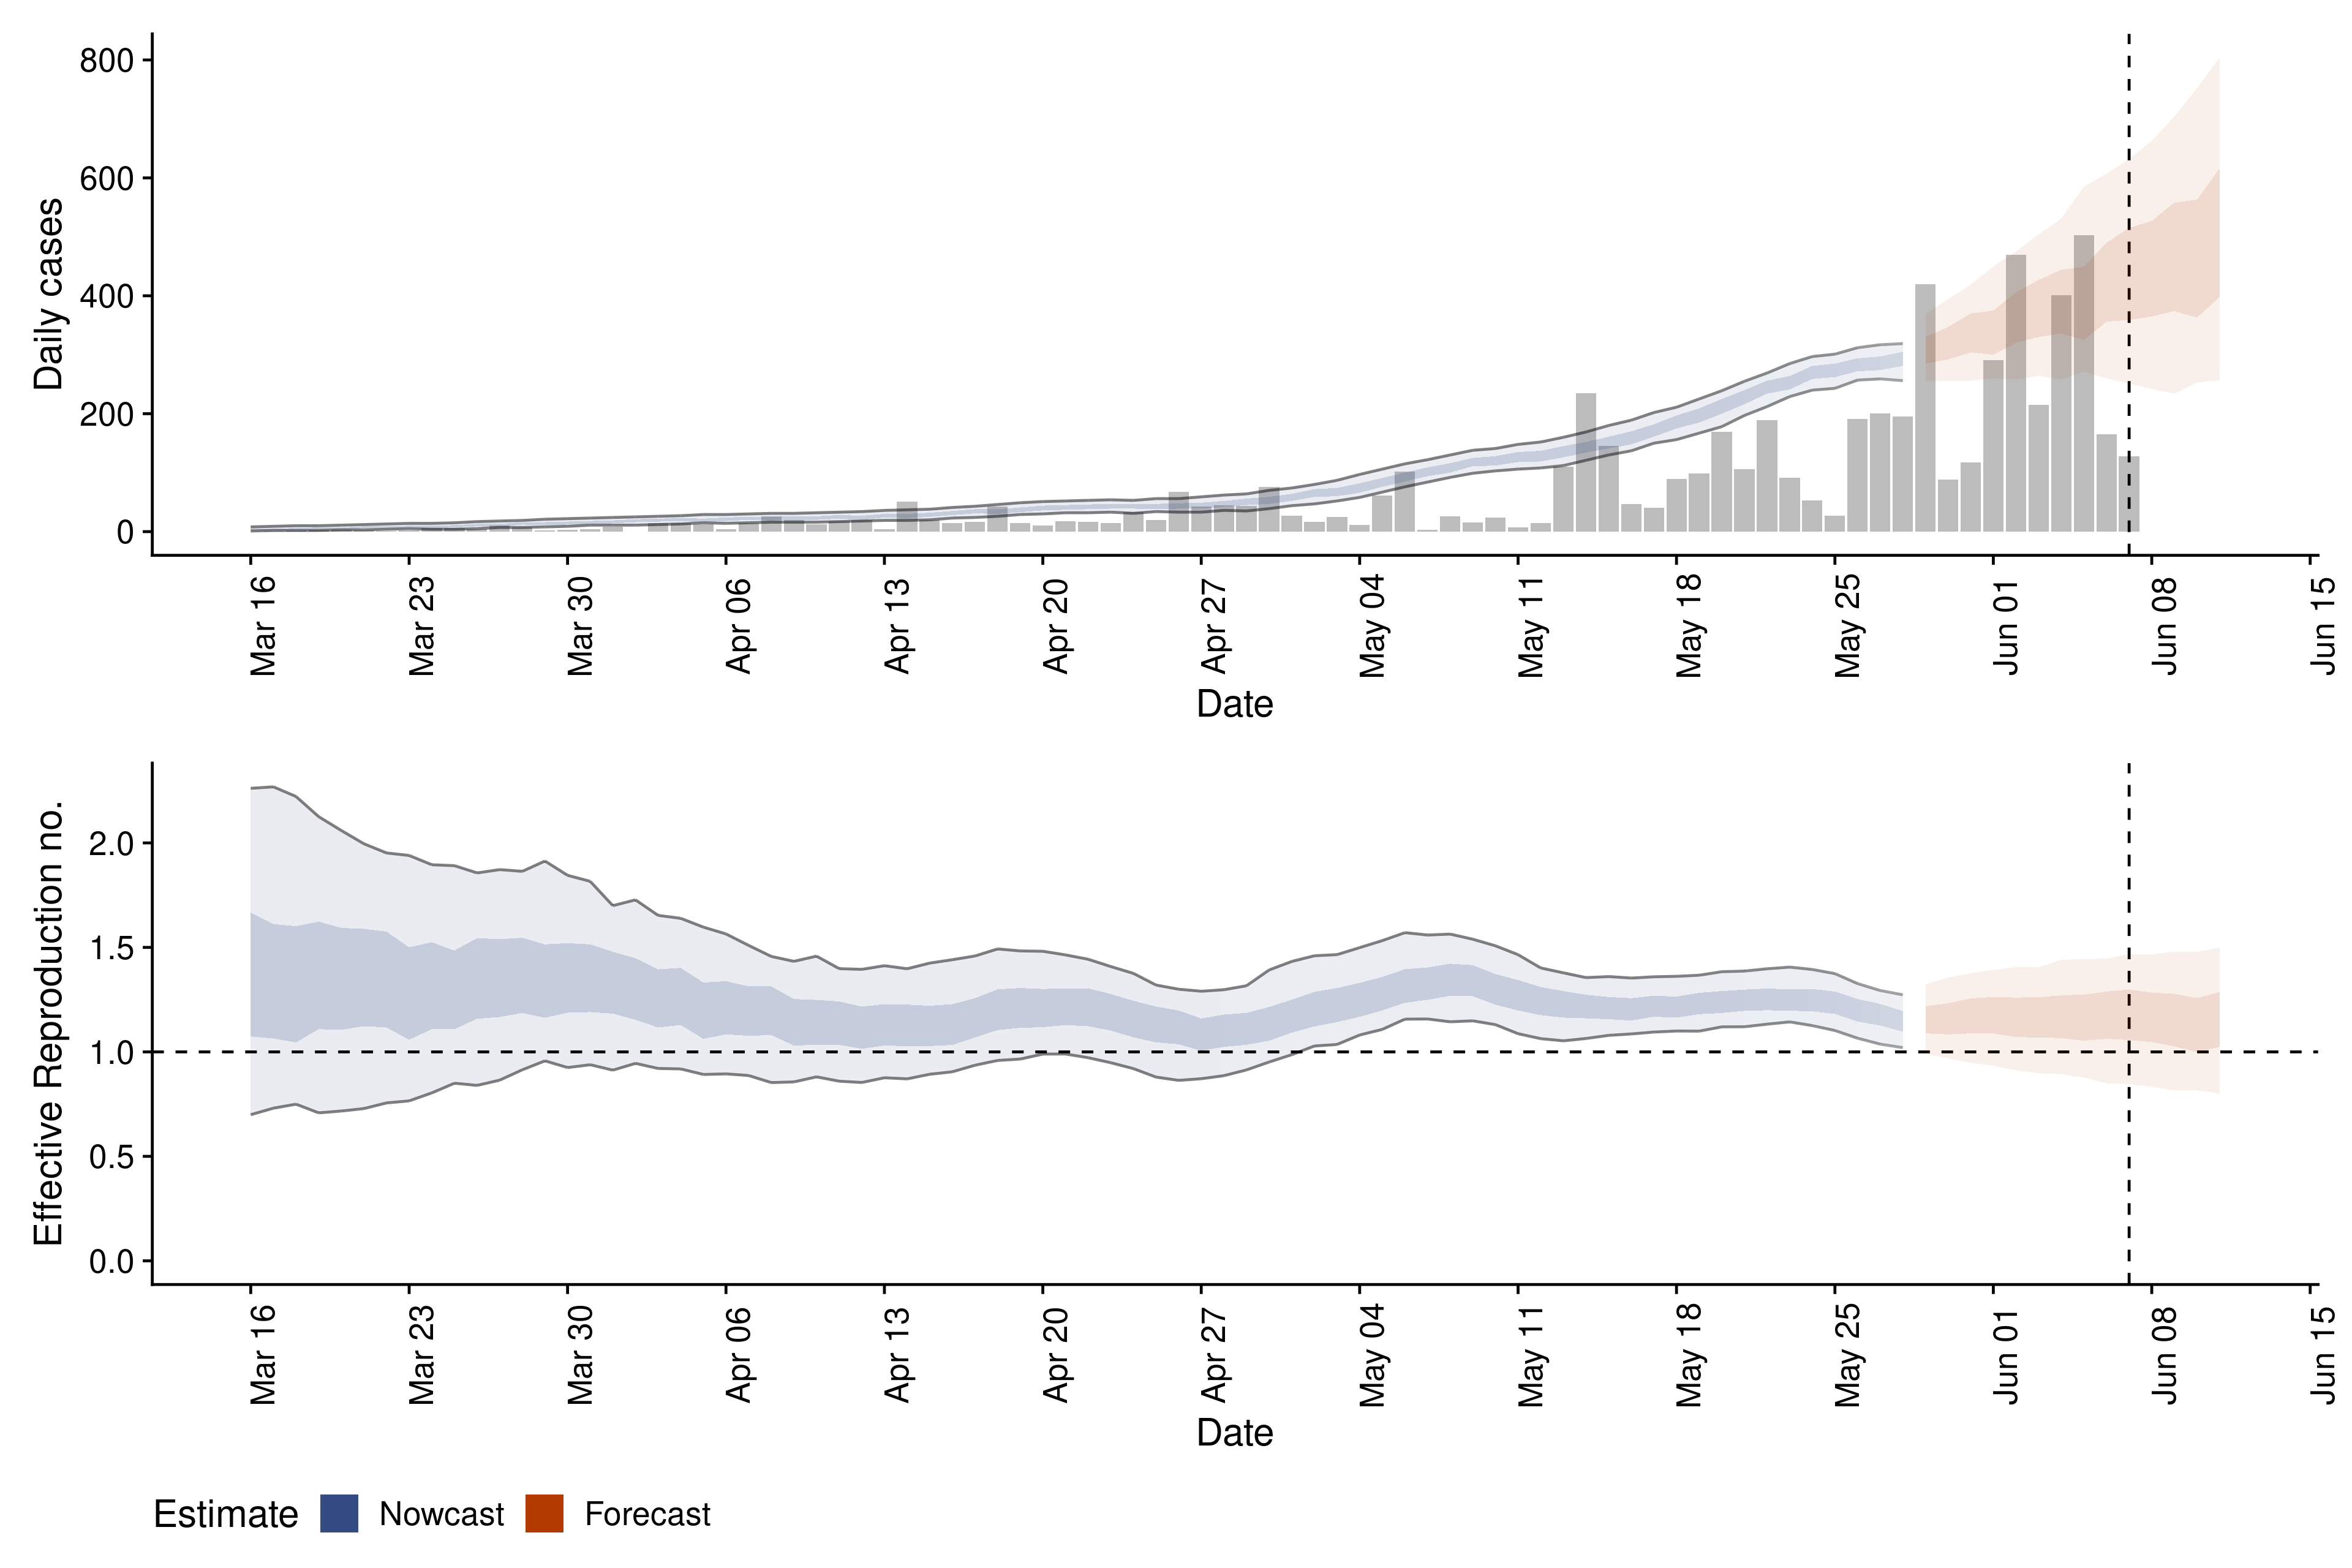 800
600
400
200
0
Daily cases
Mar 16
Mar 23
Mar 30
Apr 06
Apr 13
Apr 20
Apr 27
May 04
May 11
May 18
May 25
Jun 01
Jun 08
Jun 15
Date
2.0
1.5
1.0
0.5
0.0
Effective Reproduction no.
Mar 16
Mar 23
Mar 30
Apr 06
Apr 13
Apr 20
Apr 27
May 04
May 11
May 18
May 25
Jun 01
Jun 08
Jun 15
Date
Estimate Nowcast Forecast